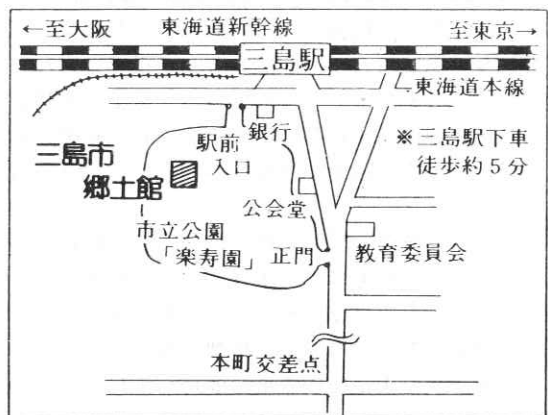 ←至大阪 東海道新幹線 至東京→
三島駅
東海道本線
銀行
駅前
入口
※三島駅下車
徒歩約5分
三島市
郷土館
公会堂
市立公園
「楽寿園」
正門
教育委員会
本町交差点